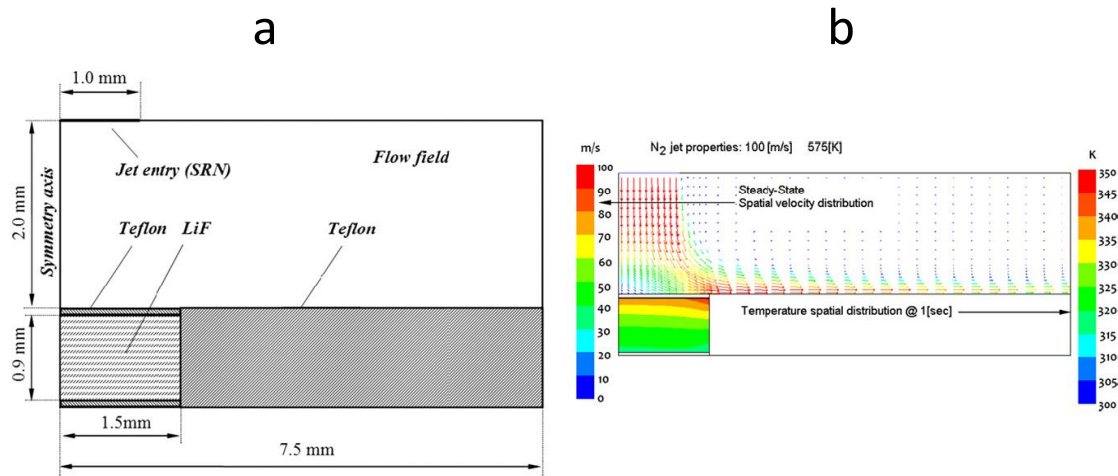 a
b
1.0 mm
Jet entry (SRN)
Flow field
Symmetry axis
2.0 mm
Teflon LiF
Teflon
0.9 mm
1.5mm
7.5 mm
m/s
N2 jet properties: 100 [m/s] 575[K]
K
100
90
80
70
60
50
40
30
20
10
0
Steady-State
Spatial velocity distribution
Temperature spatial distribution @ 1[sec]
350
345
340
335
330
325
320
315
310
305
300